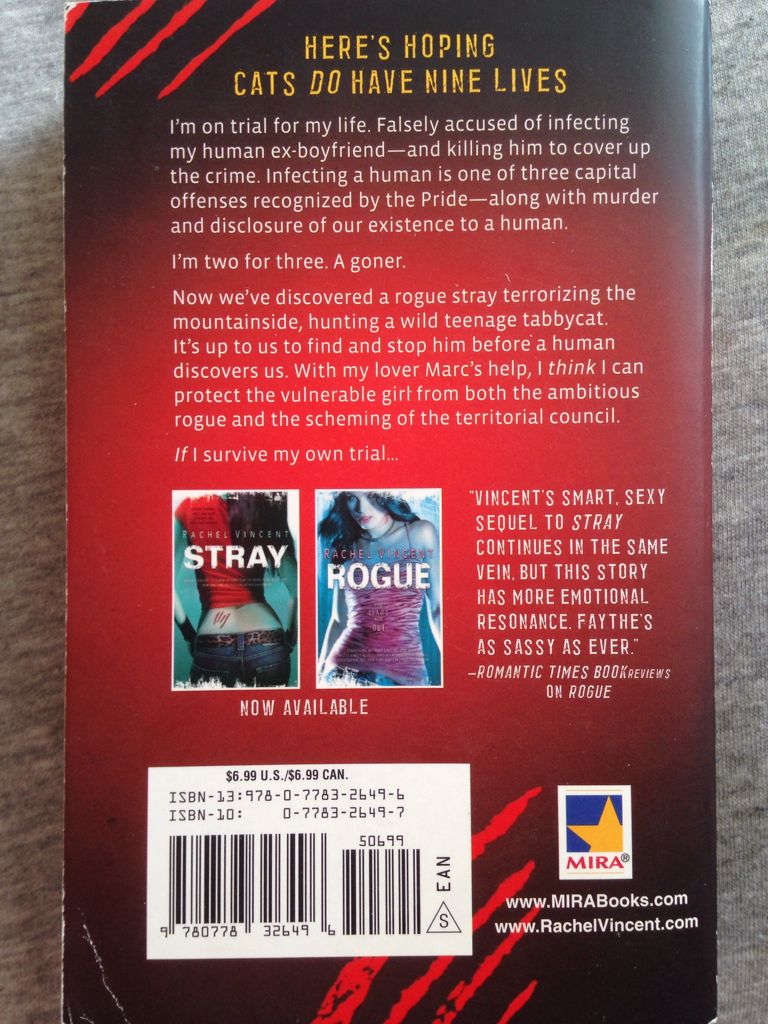 HERE'S HOPING
CATS DO HAVE NINE LIVES
I'm on trial for my life. Falsely accused of infecting
my human ex-boyfriend—and killing him to cover up
the crime. Infecting a human is one of three capital
offenses recognized by the Pride—along with murder
and disclosure of our existence to a human.
I'm two for three. A goner.
Now we've discovered a rogue stray terrorizing the
mountainside, hunting a wild teenage tabbycat.
It's up to us to find and stop him before a human
discovers us. With my lover Marc's help, I think I can
protect the vulnerable girl from both the ambitious
rogue and the scheming of the territorial council.
If I survive my own trial...
RACHEL VINCENT
STRAY
RACHEL VINCENT
ROGUE
NOW AVAILABLE
"VINCENT'S SMART, SEXY
SEQUEL TO STRAY
CONTINUES IN THE SAME
VEIN, BUT THIS STORY
HAS MORE EMOTIONAL
RESONANCE. FAYTHE'S
AS SASSY AS EVER."
—ROMANTIC TIMES BOOKREVIEWS
ON ROGUE
$6.99 U.S./$6.99 CAN.
ISBN-13:978-0-7783-2649-6
ISBN-10: 0-7783-2649-7
50699
9 780778 326496
EAN
S
MIRA®
www.MIRABooks.com
www.RachelVincent.com